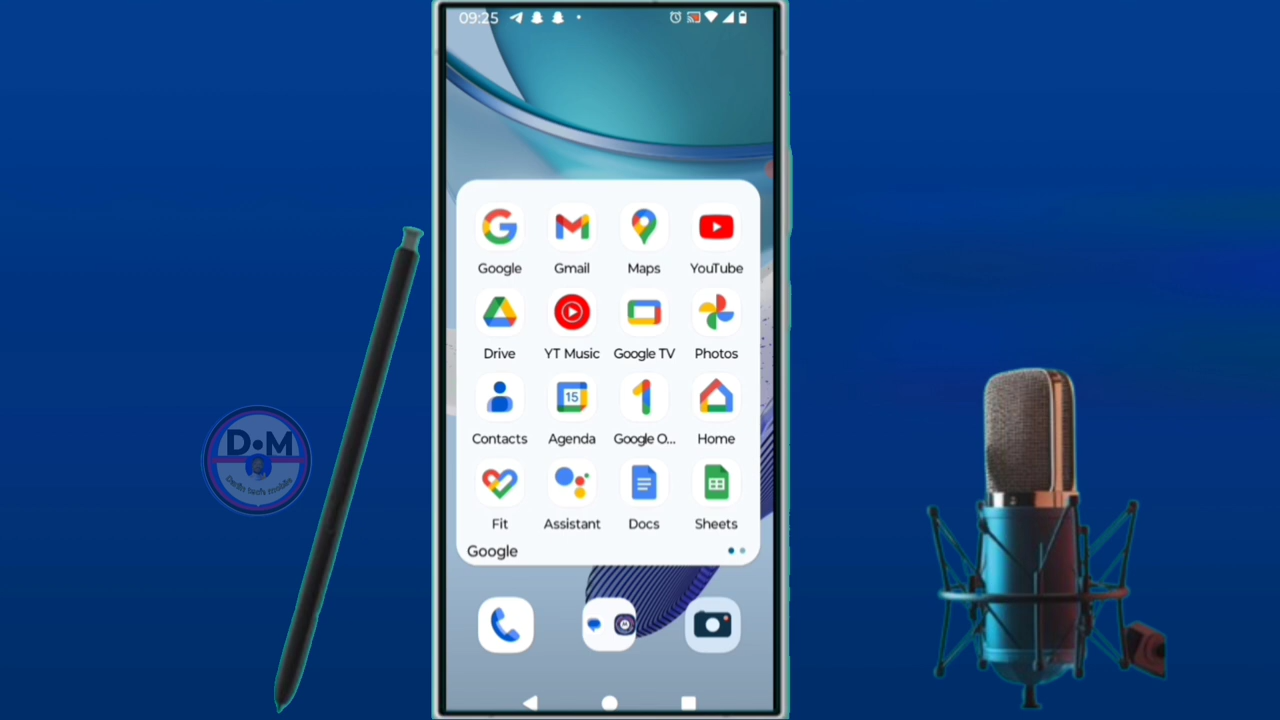 09:25
Google Gmail Maps YouTube
Drive YT Music Google TV Photos
15
Contacts Agenda Google O... Home
Fit Assistant Docs Sheets
Google
D•M